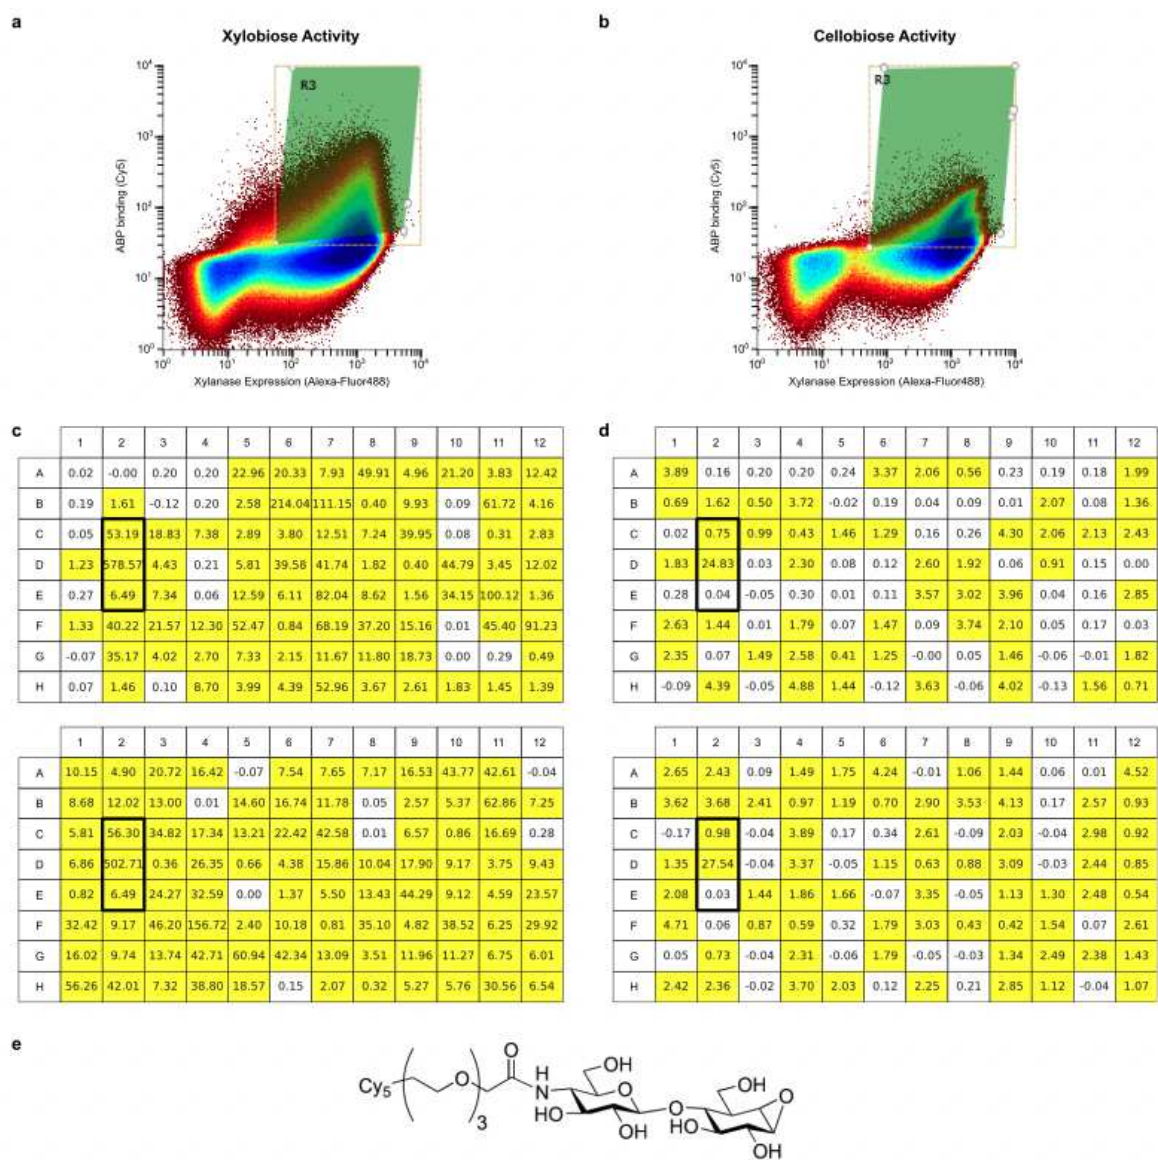 a
b
Xylobiose Activity
Cellobiose Activity
10⁴
10³
10²
10¹
10⁰
R3
ABP binding (Cy5)
10⁰ 10¹ 10² 10³ 10⁴
Xylanase Expression (Alexa-Fluor488)
10⁴
10³
10²
10¹
10⁰
R3
ABP binding (Cy5)
10⁰ 10¹ 10² 10³ 10⁴
Xylanase Expression (Alexa-Fluor488)
c
1 2 3 4 5 6 7 8 9 10 11 12
A 0.02 -0.00 0.20 0.20 22.96 20.33 7.93 49.91 4.96 21.20 3.83 12.42
B 0.19 1.61 -0.12 0.20 2.58 214.04 111.15 0.40 9.93 0.09 61.72 4.16
C 0.05 53.19 18.83 7.38 2.89 3.80 12.51 7.24 39.95 0.08 0.31 2.83
D 1.23 578.57 4.43 0.21 5.81 39.58 41.74 1.82 0.40 44.79 3.45 12.02
E 0.27 6.49 7.34 0.06 12.59 6.11 82.04 8.62 1.56 34.15 100.12 1.36
F 1.33 40.22 21.57 12.30 52.47 0.84 68.19 37.20 15.16 0.01 45.40 91.23
G -0.07 35.17 4.02 2.70 7.33 2.15 11.67 11.80 18.73 0.00 0.29 0.49
H 0.07 1.46 0.10 8.70 3.99 4.39 52.96 3.67 2.61 1.83 1.45 1.39
1 2 3 4 5 6 7 8 9 10 11 12
A 10.15 4.90 20.72 16.42 -0.07 7.54 7.65 7.17 16.53 43.77 42.61 -0.04
B 8.68 12.02 13.00 0.01 14.60 16.74 11.78 0.05 2.57 5.37 62.86 7.25
C 5.81 56.30 34.82 17.34 13.21 22.42 42.58 0.01 6.57 0.86 16.69 0.28
D 6.86 502.71 0.36 26.35 0.66 4.38 15.86 10.04 17.90 9.17 3.75 9.43
E 0.82 6.49 24.27 32.59 0.00 1.37 5.50 13.43 44.29 9.12 4.59 23.57
F 32.42 9.17 46.20 156.72 2.40 10.18 0.81 35.10 4.82 38.52 6.25 29.92
G 16.02 9.74 13.74 42.71 60.94 42.34 13.09 3.51 11.96 11.27 6.75 6.01
H 56.26 42.01 7.32 38.80 18.57 0.15 2.07 0.32 5.27 5.76 30.56 6.54
d
1 2 3 4 5 6 7 8 9 10 11 12
A 3.89 0.16 0.20 0.20 0.24 3.37 2.06 0.56 0.23 0.19 0.18 1.99
B 0.69 1.62 0.50 3.72 -0.02 0.19 0.04 0.09 0.01 2.07 0.08 1.36
C 0.02 0.75 0.99 0.43 1.46 1.29 0.16 0.26 4.30 2.06 2.13 2.43
D 1.83 24.83 0.03 2.30 0.08 0.12 2.60 1.92 0.06 0.91 0.15 0.00
E 0.28 0.04 -0.05 0.30 0.01 0.11 3.57 3.02 3.96 0.04 0.16 2.85
F 2.63 1.44 0.01 1.79 0.07 1.47 0.09 3.74 2.10 0.05 0.17 0.03
G 2.35 0.07 1.49 2.58 0.41 1.25 -0.00 0.05 1.46 -0.06 -0.01 1.82
H -0.09 4.39 -0.05 4.88 1.44 -0.12 3.63 -0.06 4.02 -0.13 1.56 0.71
1 2 3 4 5 6 7 8 9 10 11 12
A 2.65 2.43 0.09 1.49 1.75 4.24 -0.01 1.06 1.44 0.06 0.01 4.52
B 3.62 3.68 2.41 0.97 1.19 0.70 2.90 3.53 4.13 0.17 2.57 0.93
C -0.17 0.98 -0.04 3.89 0.17 0.34 2.61 -0.09 2.03 -0.04 2.98 0.92
D 1.35 27.54 -0.04 3.37 -0.05 1.15 0.63 0.88 3.09 -0.03 2.44 0.85
E 2.08 0.03 1.44 1.86 1.66 -0.07 3.35 -0.05 1.13 1.30 2.48 0.54
F 4.71 0.06 0.87 0.59 0.32 1.79 3.03 0.43 0.42 1.54 0.07 2.61
G 0.05 0.73 -0.04 2.31 -0.06 1.79 -0.05 -0.03 1.34 2.49 2.38 1.43
H 2.42 2.36 -0.02 3.70 2.03 0.12 2.25 0.21 2.85 1.12 -0.04 1.07
e
O OH
Cy5 O 3 N H O O OH O
HO OH HO OH